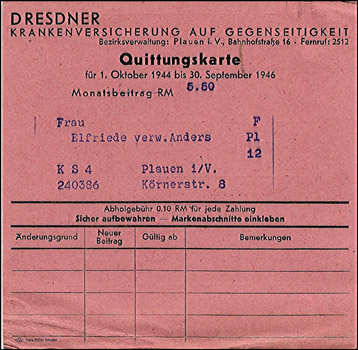 DRESDNER
KRANKENVERSICHERUNG AUF GEGENSEITIGKEIT
Bezirksverwaltung: Plauen i. V., Bahnhofstraße 16 - Fernruf: 2512
Quittungskarte
für 1. Oktober 1944 bis 30. September 1946
Monatsbeitrag RM 5.50
Frau F
Elfriede verw. Anders Pl
12
K S 4 Plauen i/V.
240386 Körnerstr. 8
Abholgebühr 0.10 RM für jede Zahlung
Sicher aufbewahren — Markenabschnitte einkleben
Änderungsgrund Neuer Beitrag Gültig ab Bemerkungen